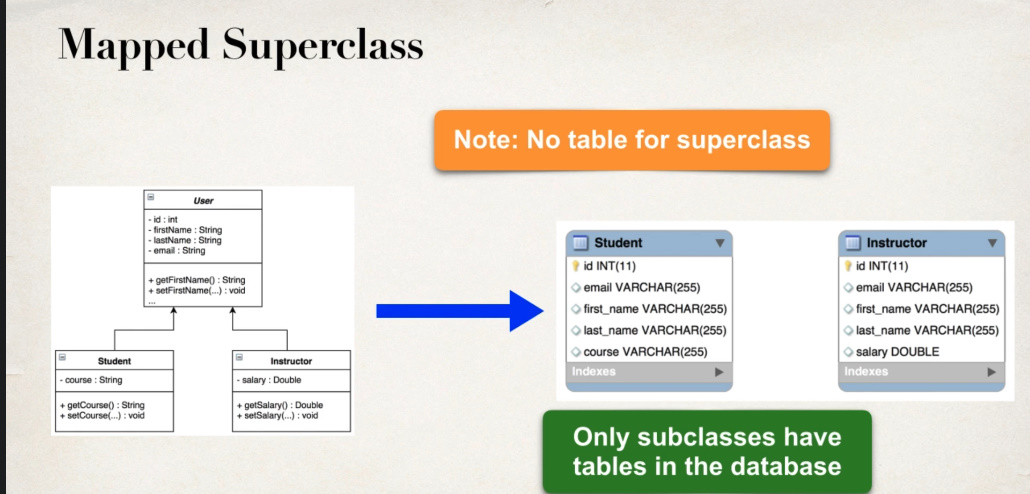 Mapped Superclass
Note: No table for superclass
User
- id : int
- firstName : String
- lastName : String
- email : String
+ getFirstName() : String
+ setFirstName(...) : void
...
Student
- course : String
+ getCourse() : String
+ setCourse(...) : void
Instructor
- salary : Double
+ getSalary() : Double
+ setSalary(...) : void
Student
id INT(11)
email VARCHAR(255)
first_name VARCHAR(255)
last_name VARCHAR(255)
course VARCHAR(255)
Indexes
Instructor
id INT(11)
email VARCHAR(255)
first_name VARCHAR(255)
last_name VARCHAR(255)
salary DOUBLE
Indexes
Only subclasses have
tables in the database